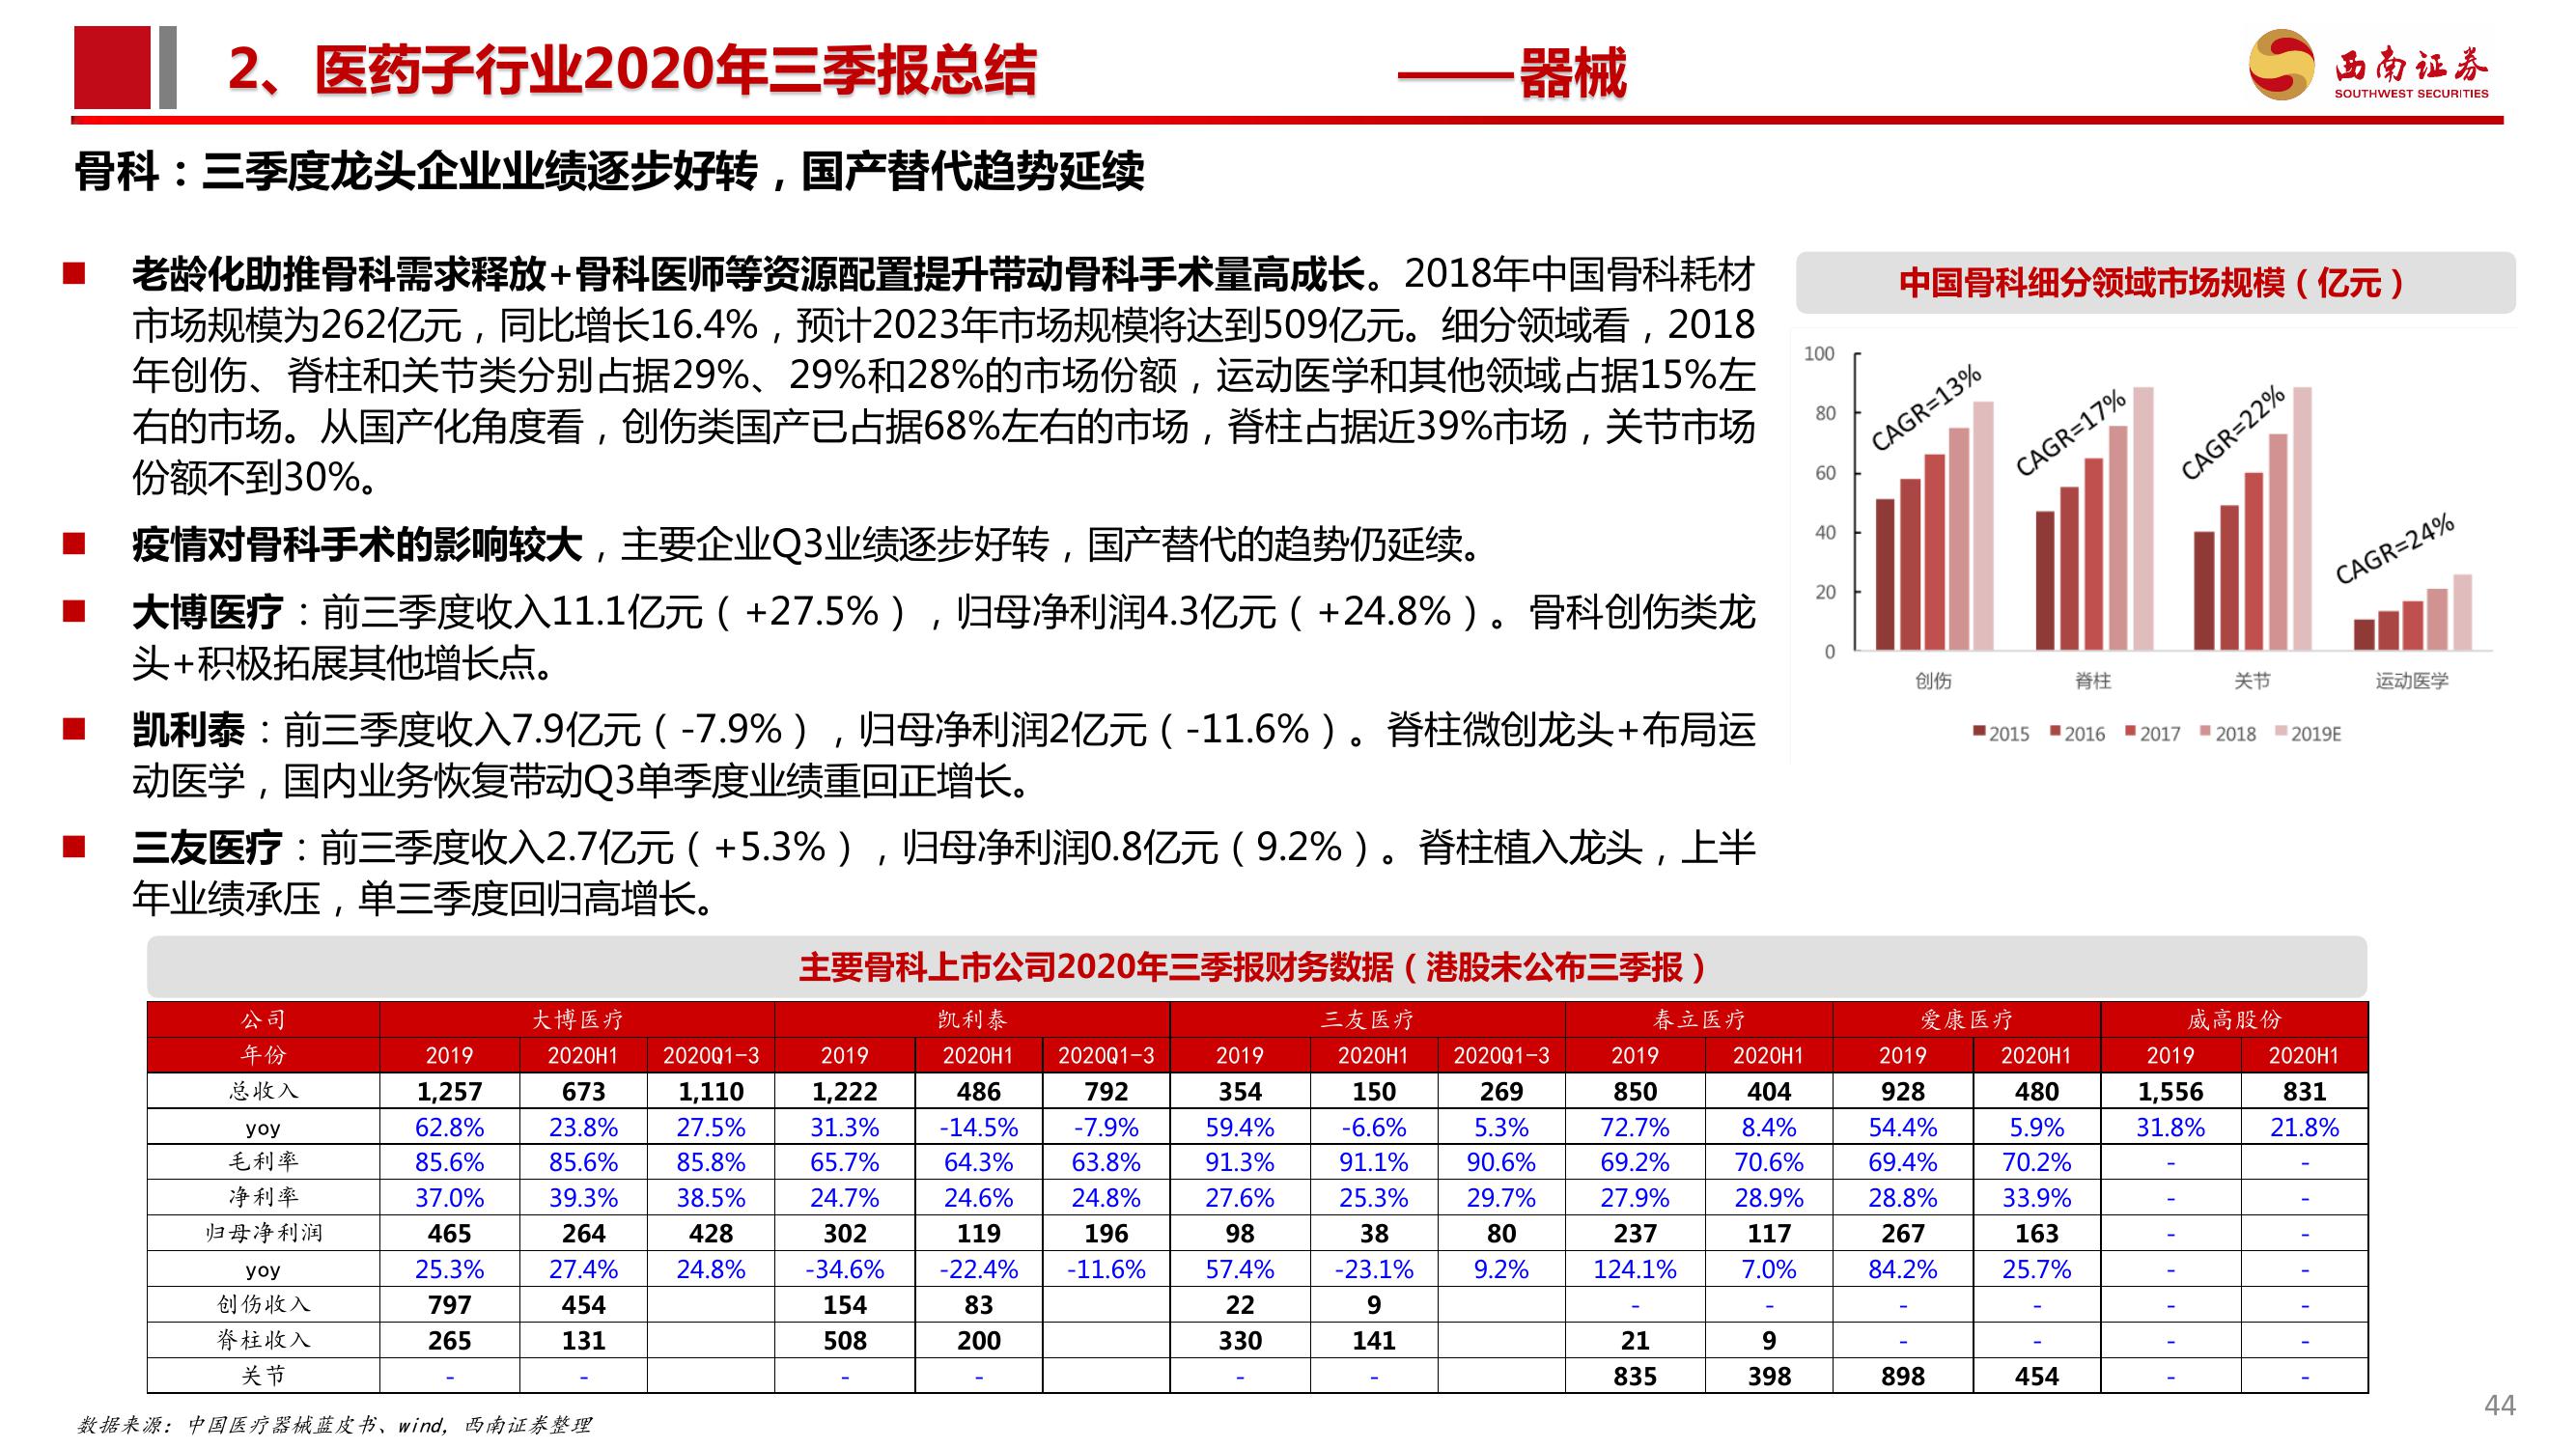 2、医药子行业2020年三季报总结
——器械
西南证券
SOUTHWEST SECURITIES
骨科：三季度龙头企业业绩逐步好转，国产替代趋势延续
老龄化助推骨科需求释放+骨科医师等资源配置提升带动骨科手术量高成长。2018年中国骨科耗材
市场规模为262亿元，同比增长16.4%，预计2023年市场规模将达到509亿元。细分领域看，2018
年创伤、脊柱和关节类分别占据29%、29%和28%的市场份额，运动医学和其他领域占据15%左
右的市场。从国产化角度看，创伤类国产已占据68%左右的市场，脊柱占据近39%市场，关节市场
份额不到30%。
疫情对骨科手术的影响较大，主要企业Q3业绩逐步好转，国产替代的趋势仍延续。
大博医疗：前三季度收入11.1亿元（+27.5%），归母净利润4.3亿元（+24.8%）。骨科创伤类龙
头+积极拓展其他增长点。
凯利泰：前三季度收入7.9亿元（-7.9%），归母净利润2亿元（-11.6%）。脊柱微创龙头+布局运
动医学，国内业务恢复带动Q3单季度业绩重回正增长。
三友医疗：前三季度收入2.7亿元（+5.3%），归母净利润0.8亿元（9.2%）。脊柱植入龙头，上半
年业绩承压，单三季度回归高增长。
中国骨科细分领域市场规模（亿元）
100
80
60
40
20
0
CAGR=13%
CAGR=17%
CAGR=22%
CAGR=24%
创伤 脊柱 关节 运动医学
2015 2016 2017 2018 2019E
主要骨科上市公司2020年三季报财务数据（港股未公布三季报）
公司 大博医疗 凯利泰 三友医疗 春立医疗 爱康医疗 威高股份
年份 2019 2020H1 2020Q1-3 2019 2020H1 2020Q1-3 2019 2020H1 2020Q1-3 2019 2020H1 2019 2020H1 2019 2020H1
总收入 1,257 673 1,110 1,222 486 792 354 150 269 850 404 928 480 1,556 831
yoy 62.8% 23.8% 27.5% 31.3% -14.5% -7.9% 59.4% -6.6% 5.3% 72.7% 8.4% 54.4% 5.9% 31.8% 21.8%
毛利率 85.6% 85.6% 85.8% 65.7% 64.3% 63.8% 91.3% 91.1% 90.6% 69.2% 70.6% 69.4% 70.2% - -
净利率 37.0% 39.3% 38.5% 24.7% 24.6% 24.8% 27.6% 25.3% 29.7% 27.9% 28.9% 28.8% 33.9% - -
归母净利润 465 264 428 302 119 196 98 38 80 237 117 267 163 - -
yoy 25.3% 27.4% 24.8% -34.6% -22.4% -11.6% 57.4% -23.1% 9.2% 124.1% 7.0% 84.2% 25.7% - -
创伤收入 797 454 154 83 22 9 - - - - - -
脊柱收入 265 131 508 200 330 141 21 9 - - - -
关节 - - - - - - 835 398 898 454 - -
数据来源：中国医疗器械蓝皮书、wind，西南证券整理
44